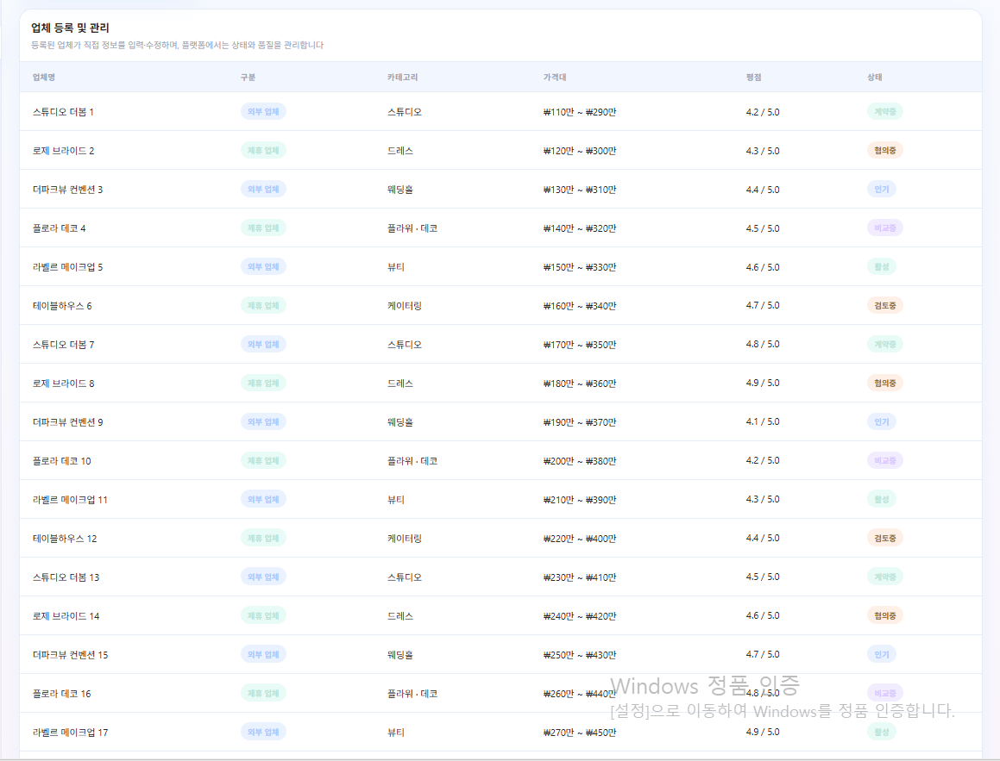 업체 등록 및 관리
등록된 업체가 직접 정보를 입력·수정하며, 플랫폼에서는 상태와 품질을 관리합니다
업체명 구분 카테고리 가격대 평점 상태
스튜디오 더봄 1 외부 업체 스튜디오 ₩110만 ~ ₩290만 4.2 / 5.0 계약중
로제 브라이드 2 제휴 업체 드레스 ₩120만 ~ ₩300만 4.3 / 5.0 협의중
더파크뷰 컨벤션 3 외부 업체 웨딩홀 ₩130만 ~ ₩310만 4.4 / 5.0 인기
플로라 데코 4 제휴 업체 플라워 · 데코 ₩140만 ~ ₩320만 4.5 / 5.0 비교중
라벨르 메이크업 5 외부 업체 뷰티 ₩150만 ~ ₩330만 4.6 / 5.0 활성
테이블하우스 6 제휴 업체 케이터링 ₩160만 ~ ₩340만 4.7 / 5.0 검토중
스튜디오 더봄 7 외부 업체 스튜디오 ₩170만 ~ ₩350만 4.8 / 5.0 계약중
로제 브라이드 8 제휴 업체 드레스 ₩180만 ~ ₩360만 4.9 / 5.0 협의중
더파크뷰 컨벤션 9 외부 업체 웨딩홀 ₩190만 ~ ₩370만 4.1 / 5.0 인기
플로라 데코 10 제휴 업체 플라워 · 데코 ₩200만 ~ ₩380만 4.2 / 5.0 비교중
라벨르 메이크업 11 외부 업체 뷰티 ₩210만 ~ ₩390만 4.3 / 5.0 활성
테이블하우스 12 제휴 업체 케이터링 ₩220만 ~ ₩400만 4.4 / 5.0 검토중
스튜디오 더봄 13 외부 업체 스튜디오 ₩230만 ~ ₩410만 4.5 / 5.0 계약중
로제 브라이드 14 제휴 업체 드레스 ₩240만 ~ ₩420만 4.6 / 5.0 협의중
더파크뷰 컨벤션 15 외부 업체 웨딩홀 ₩250만 ~ ₩430만 4.7 / 5.0 인기
플로라 데코 16 제휴 업체 플라워 · 데코 ₩260만 ~ ₩440만 4.8 / 5.0 비교중
라벨르 메이크업 17 외부 업체 뷰티 ₩270만 ~ ₩450만 4.9 / 5.0 활성
Windows 정품 인증
[설정]으로 이동하여 Windows를 정품 인증합니다.